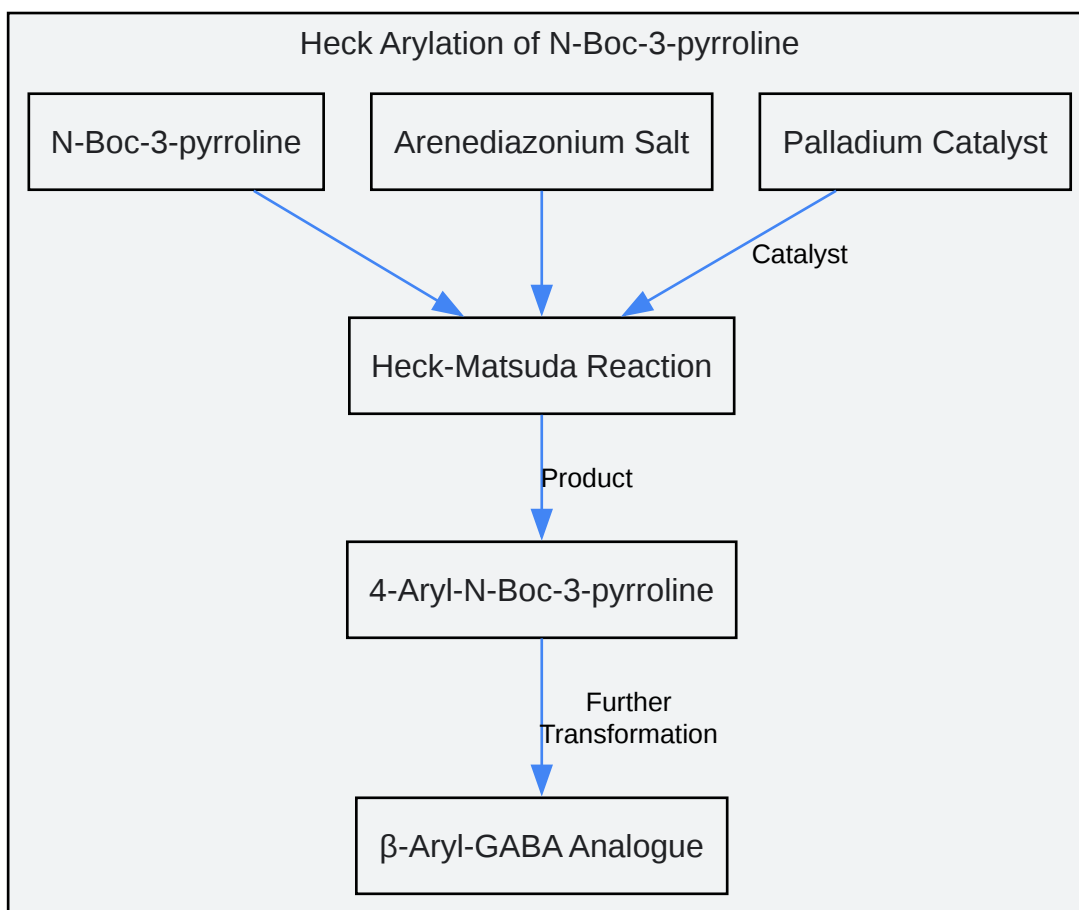 Heck Arylation of N-Boc-3-pyrroline
N-Boc-3-pyrroline
Arenediazonium Salt
Palladium Catalyst
Catalyst
Heck-Matsuda Reaction
Product
4-Aryl-N-Boc-3-pyrroline
Further
Transformation
β-Aryl-GABA Analogue